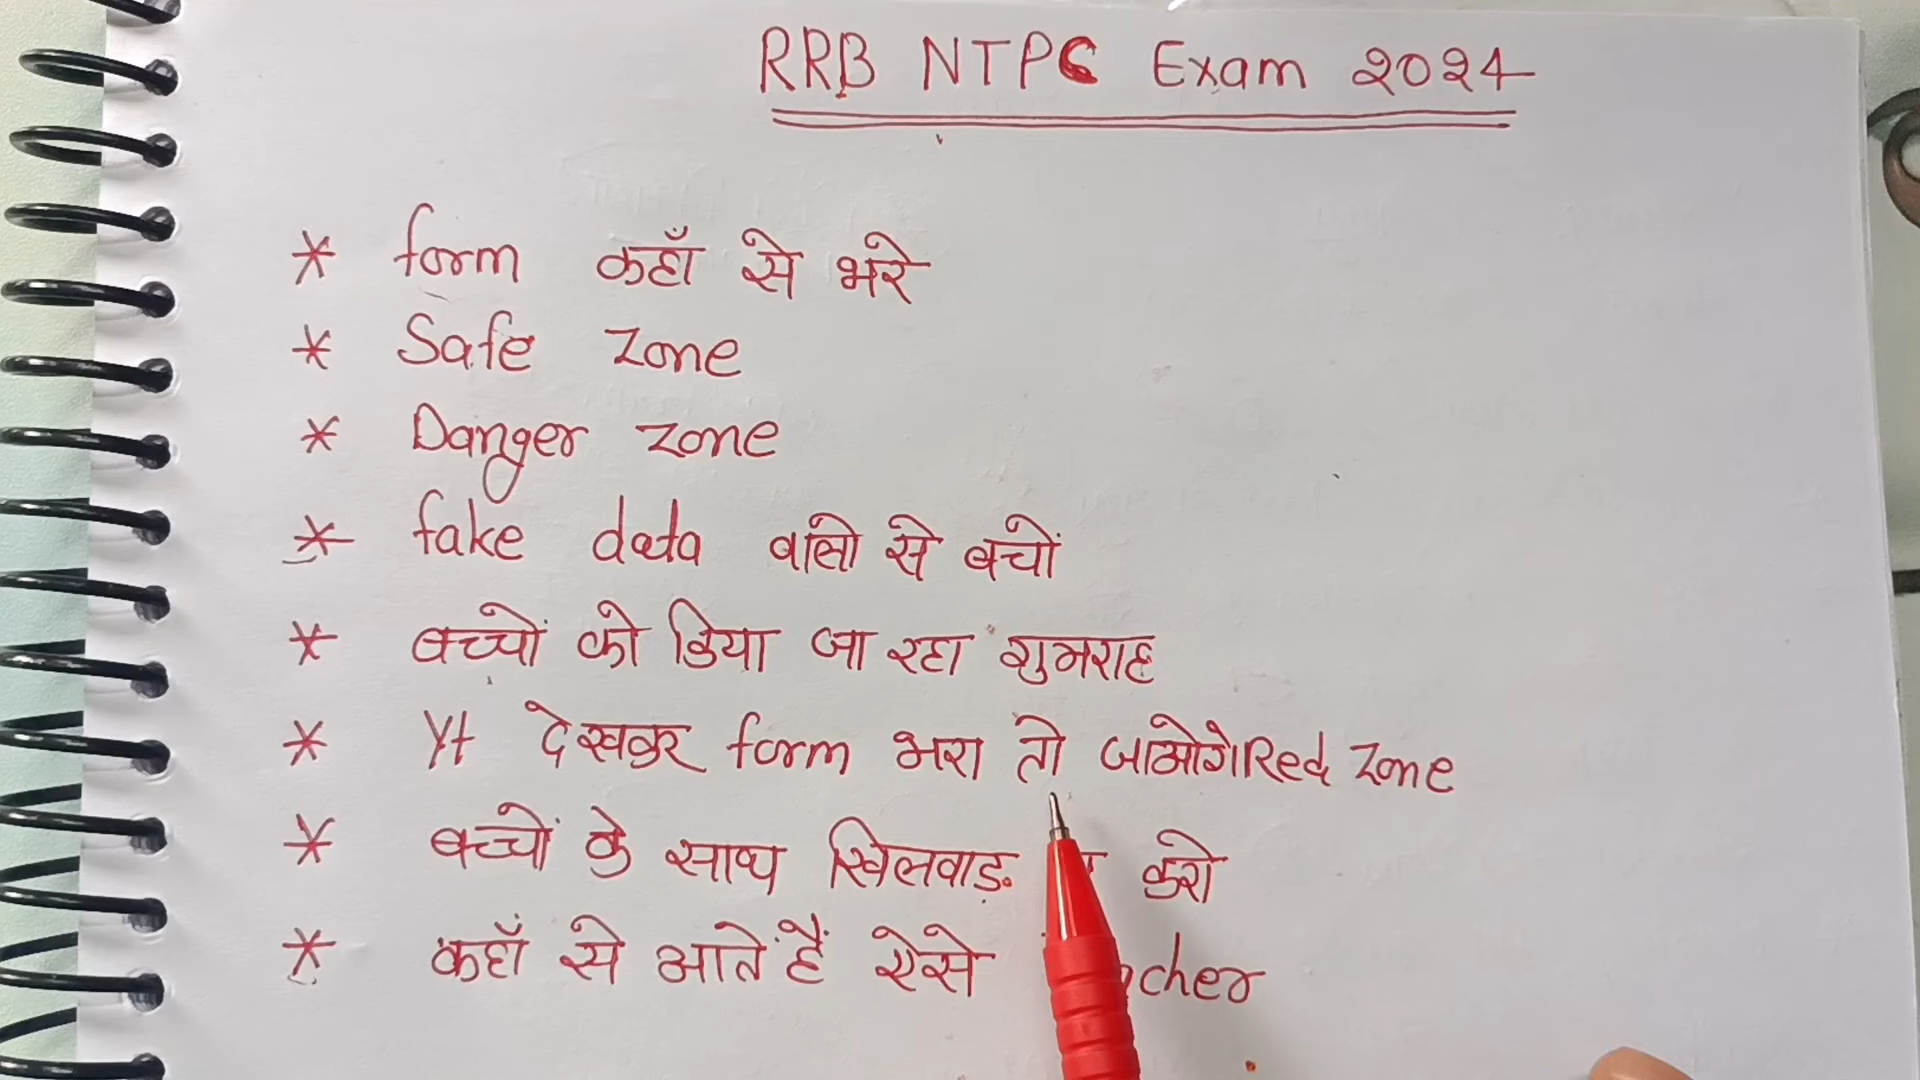 RRB NTPC Exam 2024
* form कहाँ से भरे
* Safe Zone
* Danger Zone
* fake data वालो से बचों
* बच्चों को किया जा रहा गुमराह
* Yt देखकर form भरा तो जाओगे Red Zone
* बच्चों के साथ खिलवाड़ करो
* कहाँ से आते हैं ऐसे